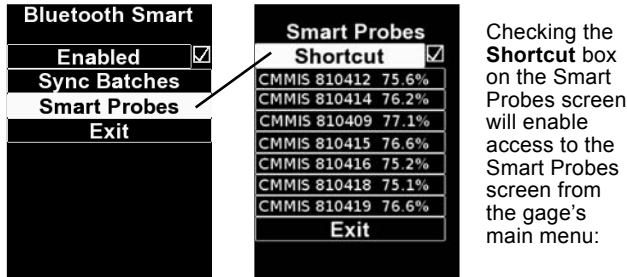 Bluetooth Smart
Enabled
Sync Batches
Smart Probes
Exit
Smart Probes
Shortcut
CMMIS 810412 75.6%
CMMIS 810414 76.2%
CMMIS 810409 77.1%
CMMIS 810415 76.6%
CMMIS 810416 75.2%
CMMIS 810418 75.1%
CMMIS 810419 76.6%
Exit
Checking the
Shortcut box
on the Smart
Probes screen
will enable
access to the
Smart Probes
screen from
the gage's
main menu: